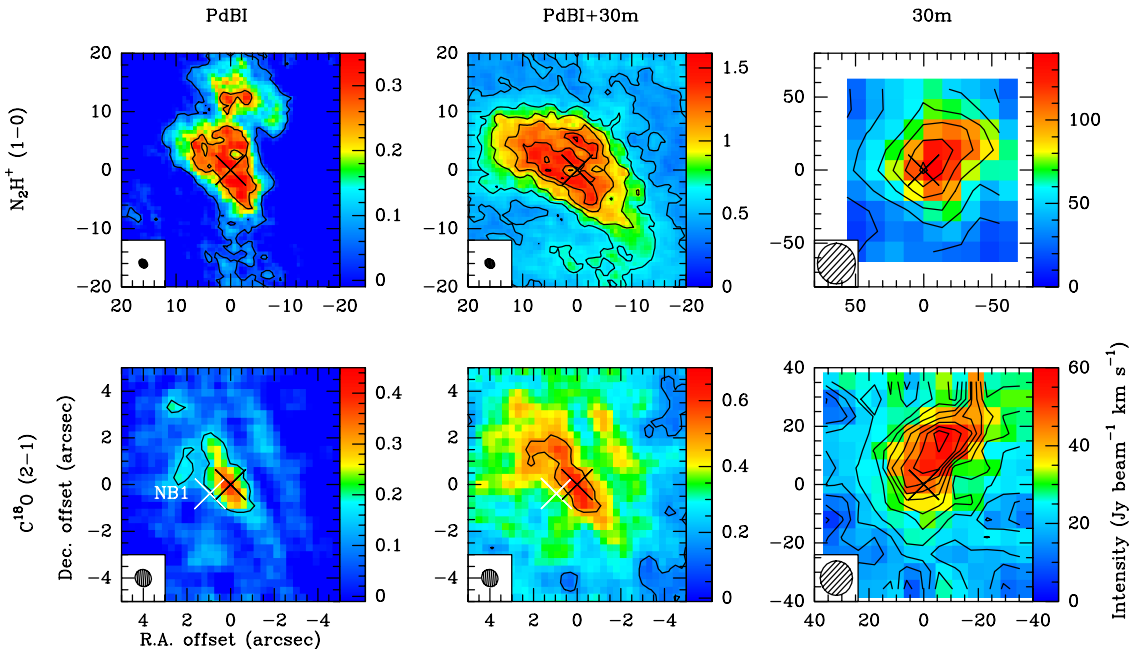 PdBI PdBI+30m 30m
N₂H⁺ (1−0)
20 10 0 −10 −20
20 10 0 −10 −20
0.3 0.2 0.1 0
20 10 0 −10 −20
20 10 0 −10 −20
1.5 1 0.5 0
50 0 −50
50 0 −50
100 50 0
C¹⁸O (2−1)
Dec. offset (arcsec)
4 2 0 −2 −4
NB1
4 2 0 −2 −4
R.A. offset (arcsec)
0.4 0.3 0.2 0.1 0
4 2 0 −2 −4
4 2 0 −2 −4
0.6 0.4 0.2 0
40 20 0 −20 −40
40 20 0 −20 −40
60 40 20 0
Intensity (Jy beam⁻¹ km s⁻¹)